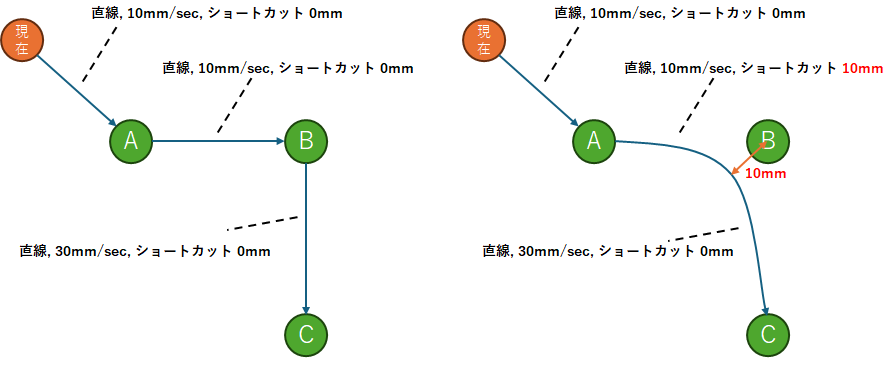 直線, 10mm/sec, ショートカット 0mm
現
在
直線, 10mm/sec, ショートカット 0mm
A
B
直線, 30mm/sec, ショートカット 0mm
C
直線, 10mm/sec, ショートカット 0mm
現
在
直線, 10mm/sec, ショートカット 10mm
A
B
10mm
直線, 30mm/sec, ショートカット 0mm
C